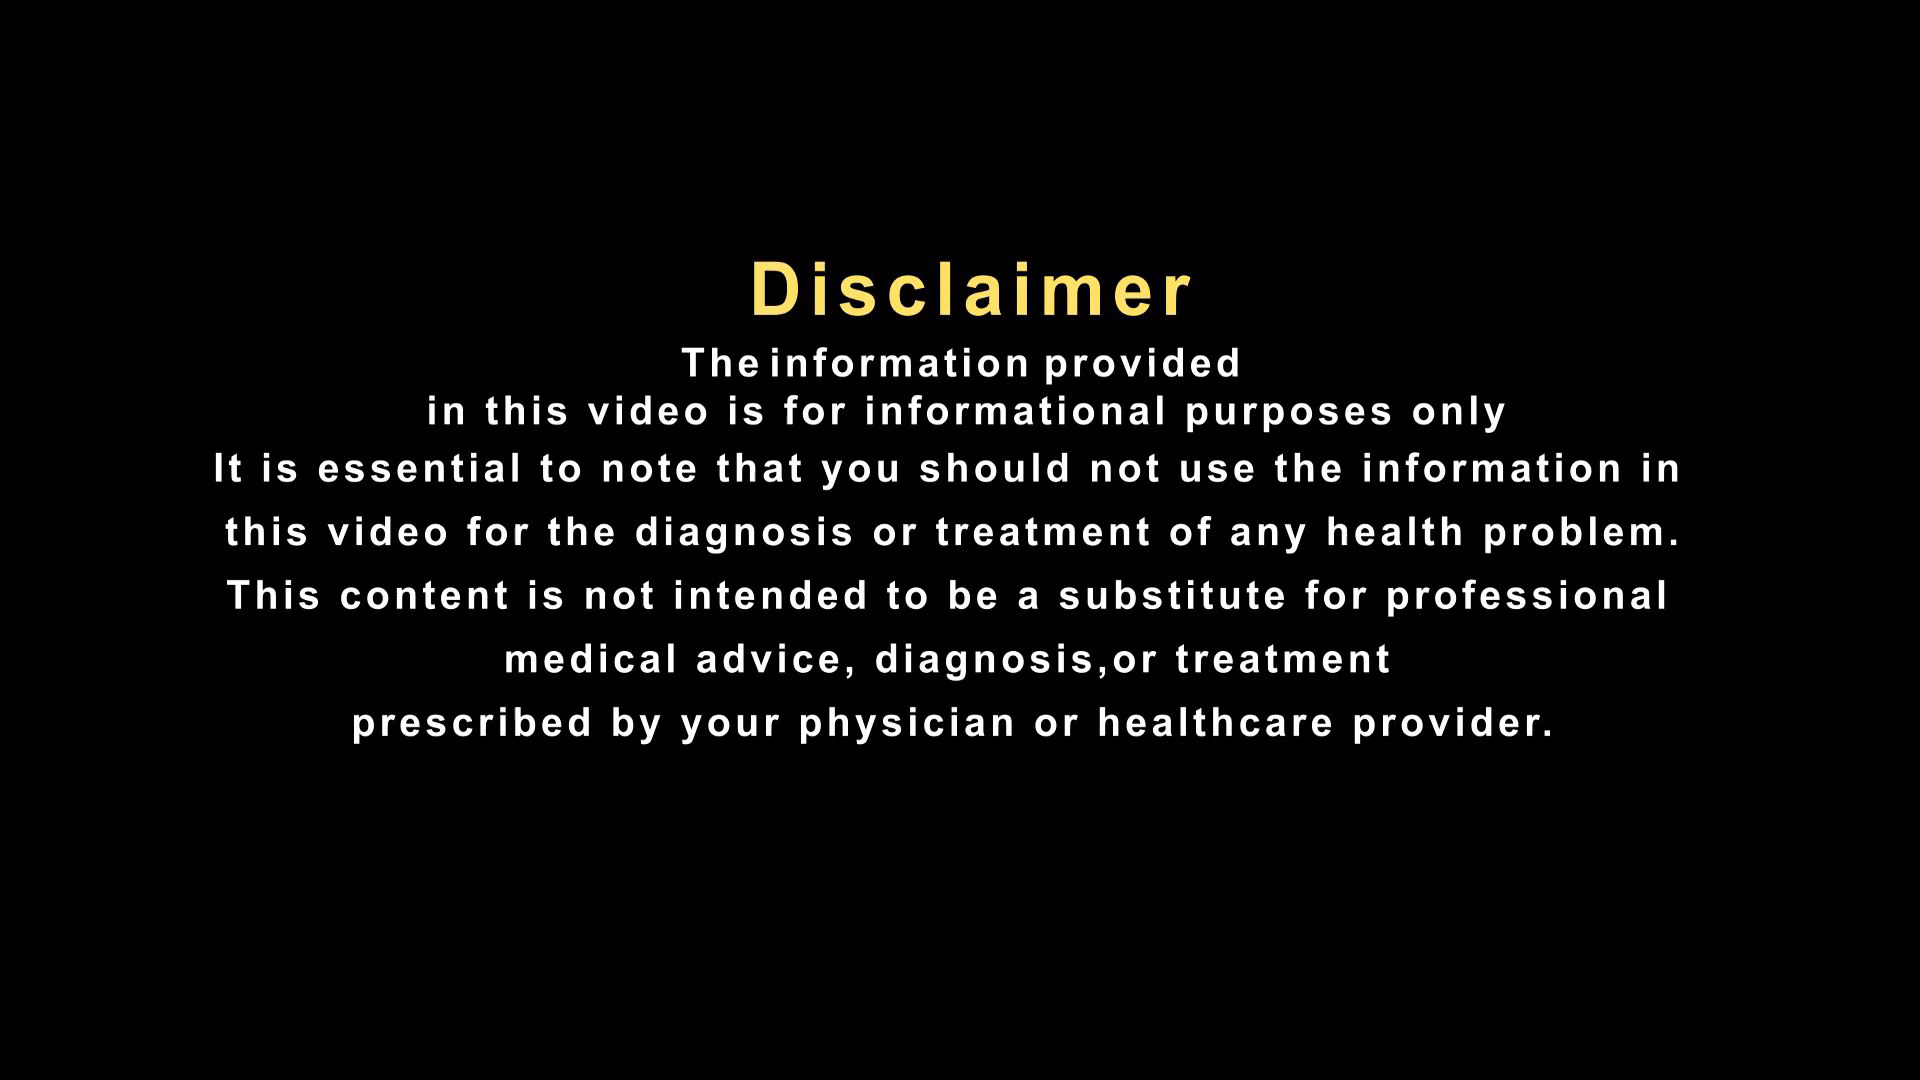 Disclaimer
The information provided
in this video is for informational purposes only
It is essential to note that you should not use the information in
this video for the diagnosis or treatment of any health problem.
This content is not intended to be a substitute for professional
medical advice, diagnosis,or treatment
prescribed by your physician or healthcare provider.